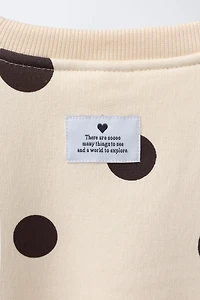 There are soooo
many things to see
and a world to explore.